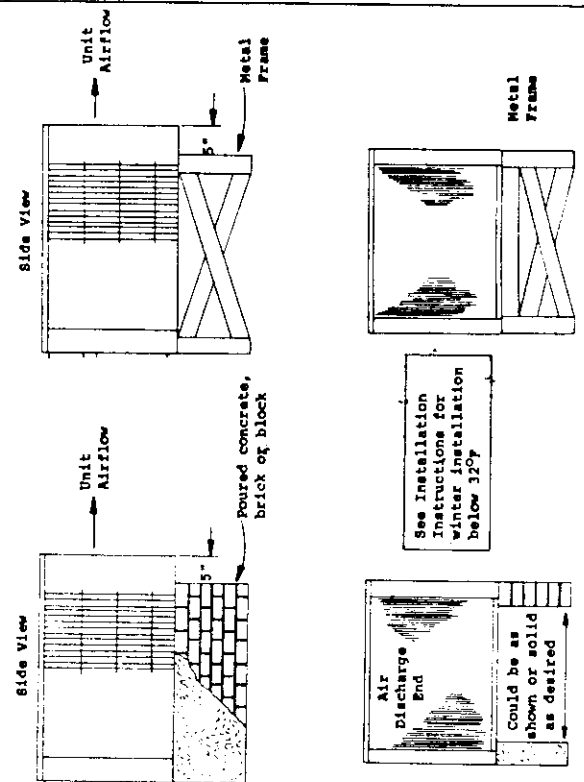 Side View
Unit
Airflow
5"
Metal
Frame
Side View
Unit
Airflow
5"
Poured concrete,
brick or block
Metal
Frame
See Installation
Instructions for
winter installation
below 32°F
Air
Discharge
End
Could be as
shown or solid
as desired